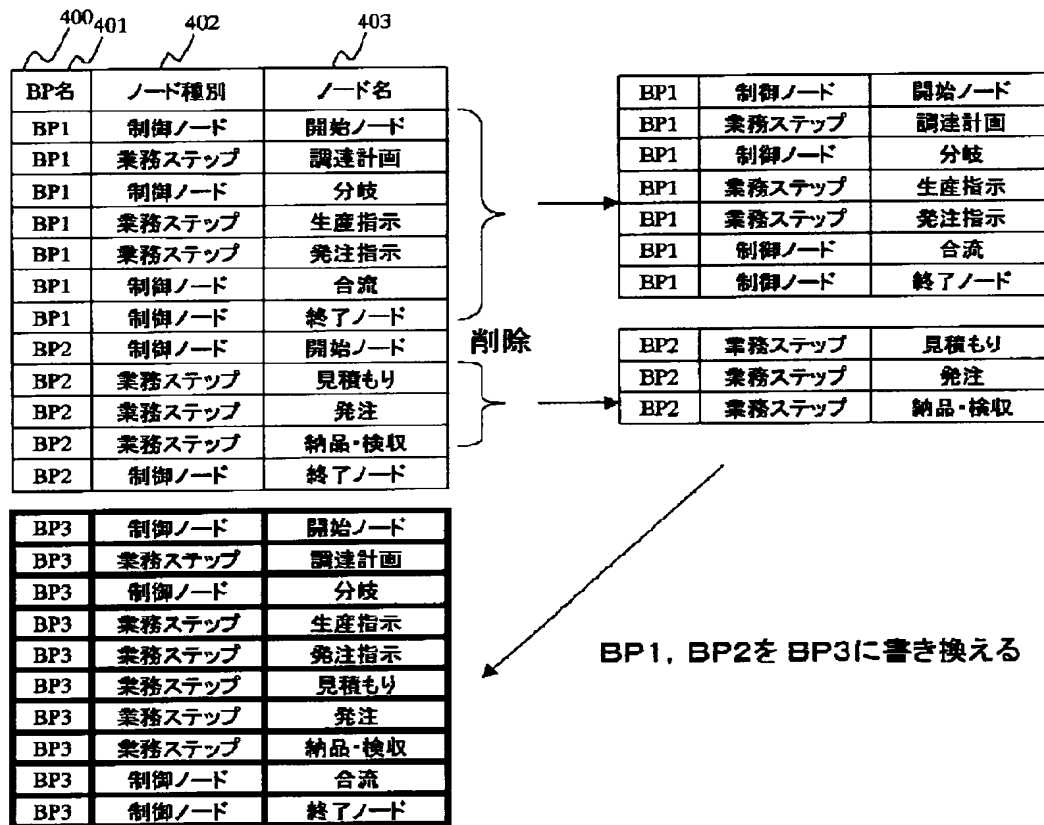 400 401 402 403
BP名 ノード種別 ノード名
BP1 制御ノード 開始ノード
BP1 業務ステップ 調達計画
BP1 制御ノード 分岐
BP1 業務ステップ 生産指示
BP1 業務ステップ 発注指示
BP1 制御ノード 合流
BP1 制御ノード 終了ノード
BP2 制御ノード 開始ノード
BP2 業務ステップ 見積もり
BP2 業務ステップ 発注
BP2 業務ステップ 納品・検収
BP2 制御ノード 終了ノード
削除
BP1 制御ノード 開始ノード
BP1 業務ステップ 調達計画
BP1 制御ノード 分岐
BP1 業務ステップ 生産指示
BP1 業務ステップ 発注指示
BP1 制御ノード 合流
BP1 制御ノード 終了ノード
BP2 業務ステップ 見積もり
BP2 業務ステップ 発注
BP2 業務ステップ 納品・検収
BP3 制御ノード 開始ノード
BP3 業務ステップ 調達計画
BP3 制御ノード 分岐
BP3 業務ステップ 生産指示
BP3 業務ステップ 発注指示
BP3 業務ステップ 見積もり
BP3 業務ステップ 発注
BP3 業務ステップ 納品・検収
BP3 制御ノード 合流
BP3 制御ノード 終了ノード
BP1, BP2を BP3に書き換える